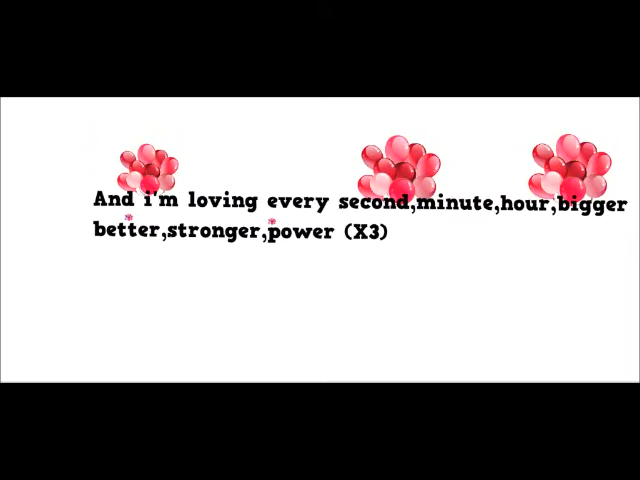 And i'm loving every second,minute,hour,bigger
better,stronger,power (X3)